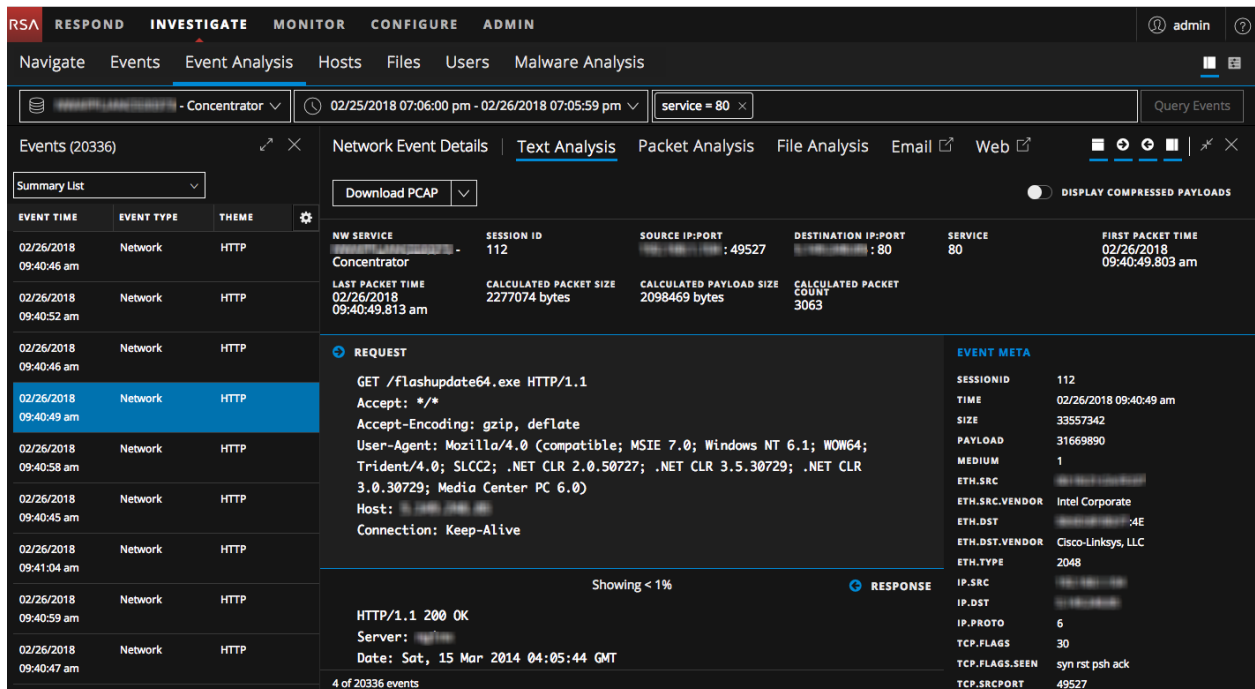 RSA RESPOND INVESTIGATE MONITOR CONFIGURE ADMIN admin
Navigate Events Event Analysis Hosts Files Users Malware Analysis
- Concentrator 02/25/2018 07:06:00 pm - 02/26/2018 07:05:59 pm service = 80 × Query Events
Events (20336)
Summary List
EVENT TIME EVENT TYPE THEME
02/26/2018 Network HTTP
09:40:46 am
02/26/2018 Network HTTP
09:40:52 am
02/26/2018 Network HTTP
09:40:46 am
02/26/2018 Network HTTP
09:40:49 am
02/26/2018 Network HTTP
09:40:58 am
02/26/2018 Network HTTP
09:40:45 am
02/26/2018 Network HTTP
09:41:04 am
02/26/2018 Network HTTP
09:40:59 am
02/26/2018 Network HTTP
09:40:47 am
Network Event Details | Text Analysis Packet Analysis File Analysis Email Web
Download PCAP DISPLAY COMPRESSED PAYLOADS
NW SERVICE SESSION ID SOURCE IP:PORT DESTINATION IP:PORT SERVICE FIRST PACKET TIME
- 112 : 49527 : 80 80 02/26/2018
Concentrator 09:40:49.803 am
LAST PACKET TIME CALCULATED PACKET SIZE CALCULATED PAYLOAD SIZE CALCULATED PACKET
COUNT
02/26/2018 2277074 bytes 2098469 bytes 3063
09:40:49.813 am
REQUEST
GET /flashupdate64.exe HTTP/1.1
Accept: */*
Accept-Encoding: gzip, deflate
User-Agent: Mozilla/4.0 (compatible; MSIE 7.0; Windows NT 6.1; WOW64;
Trident/4.0; SLCC2; .NET CLR 2.0.50727; .NET CLR 3.5.30729; .NET CLR
3.0.30729; Media Center PC 6.0)
Host:
Connection: Keep-Alive
Showing < 1% RESPONSE
HTTP/1.1 200 OK
Server:
Date: Sat, 15 Mar 2014 04:05:44 GMT
4 of 20336 events
EVENT META
SESSIONID 112
TIME 02/26/2018 09:40:49 am
SIZE 33557342
PAYLOAD 31669890
MEDIUM 1
ETH.SRC
ETH.SRC.VENDOR Intel Corporate
ETH.DST :4E
ETH.DST.VENDOR Cisco-Linksys, LLC
ETH.TYPE 2048
IP.SRC
IP.DST
IP.PROTO 6
TCP.FLAGS 30
TCP.FLAGS.SEEN syn rst psh ack
TCP.SRCPORT 49527